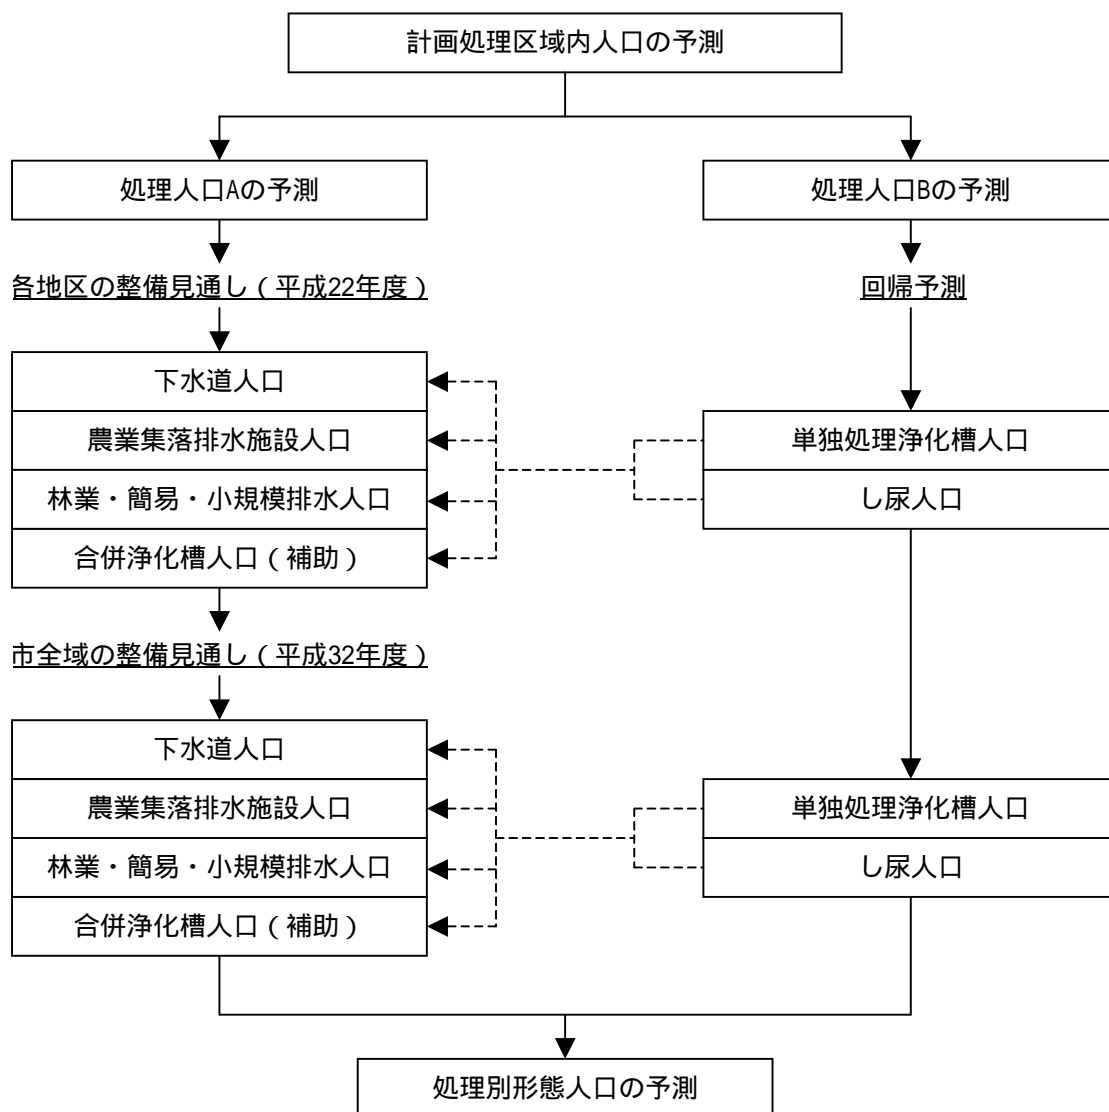 計画処理区域内人口の予測
処理人口Aの予測
処理人口Bの予測
各地区の整備見通し（平成22年度）
回帰予測
下水道人口
農業集落排水施設人口
林業・簡易・小規模排水人口
合併浄化槽人口（補助）
単独処理浄化槽人口
し尿人口
市全域の整備見通し（平成32年度）
下水道人口
農業集落排水施設人口
林業・簡易・小規模排水人口
合併浄化槽人口（補助）
単独処理浄化槽人口
し尿人口
処理別形態人口の予測